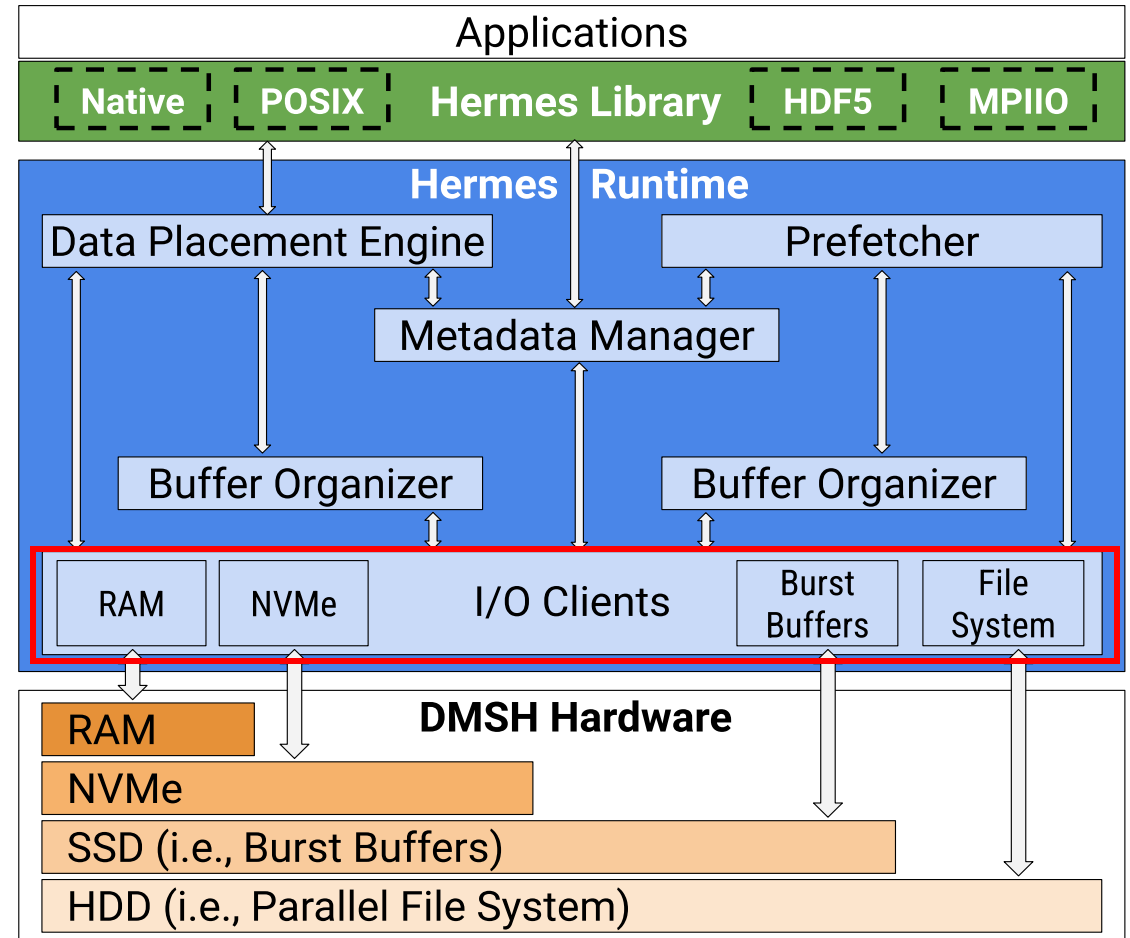 Applications
Native POSIX Hermes Library HDF5 MPIIO
Hermes Runtime
Data Placement Engine Prefetcher
Metadata Manager
Buffer Organizer Buffer Organizer
RAM NVMe I/O Clients
Burst
Buffers
File
System
DMSH Hardware
RAM
NVMe
SSD (i.e., Burst Buffers)
HDD (i.e., Parallel File System)